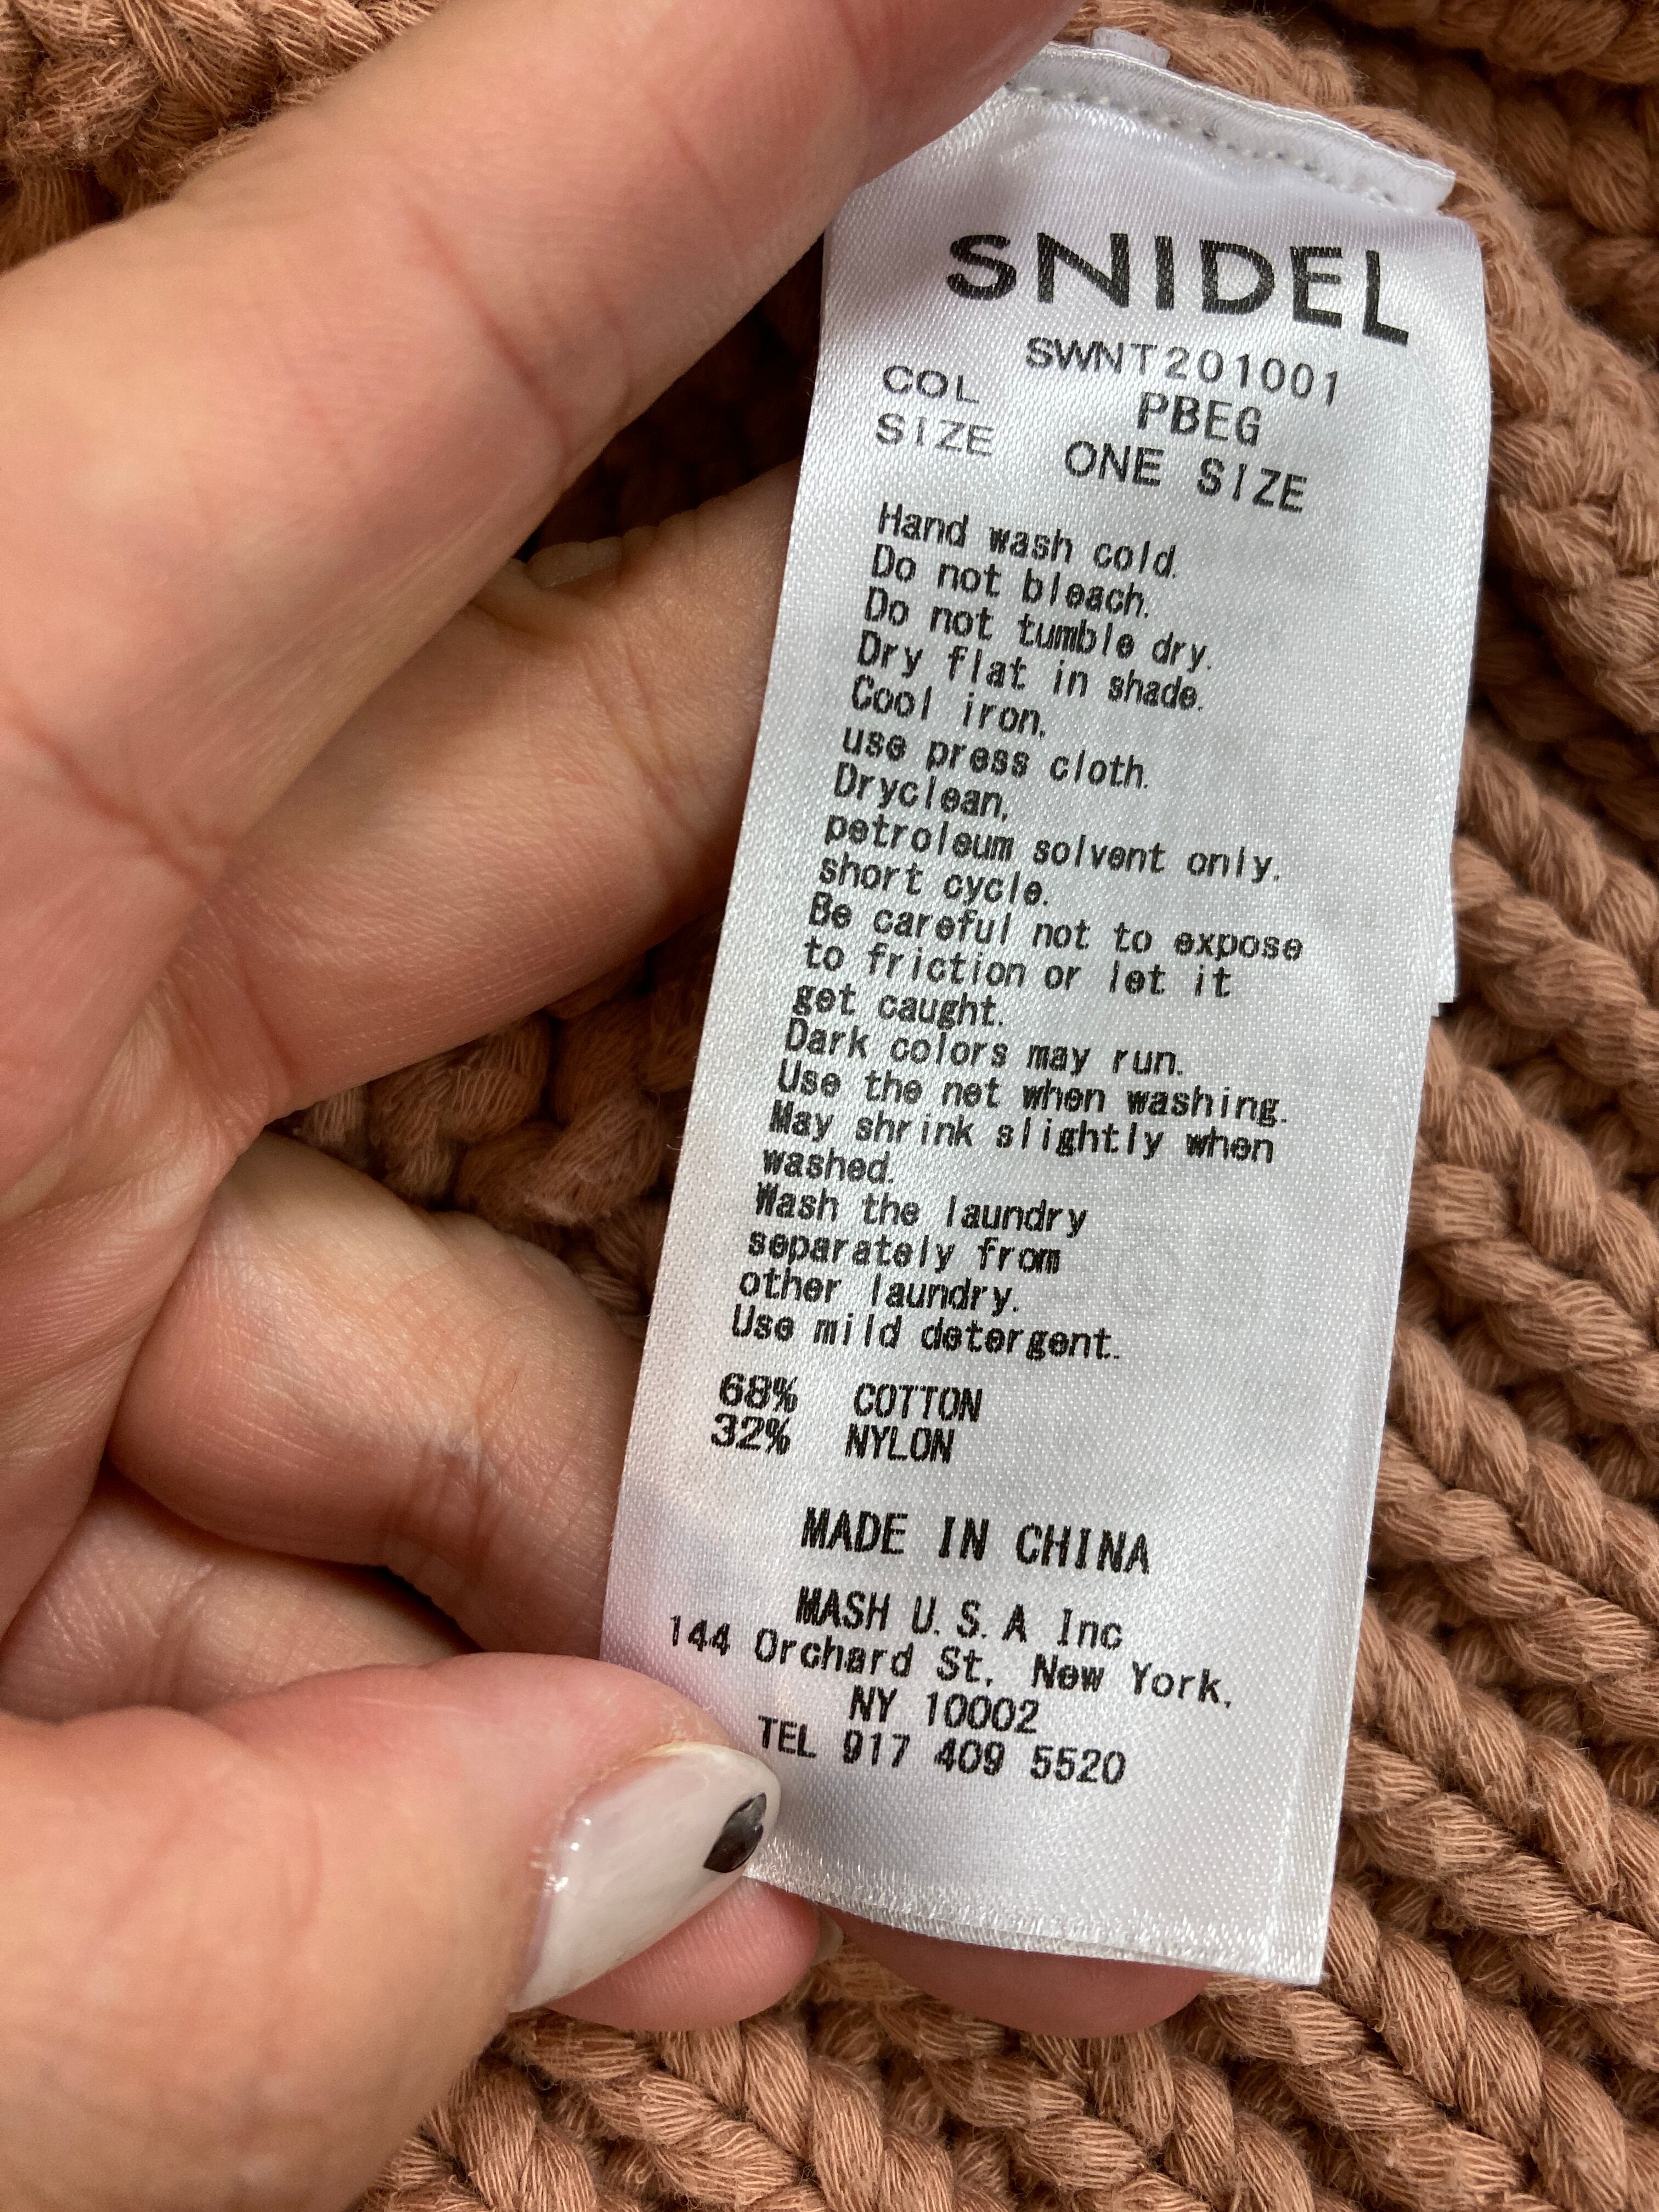 SNIDEL
SWNT201001
COL PBEG
SIZE ONE SIZE
Hand wash cold.
Do not bleach.
Do not tumble dry.
Dry flat in shade.
Cool iron,
use press cloth.
Dryclean,
petroleum solvent only.
short cycle.
Be careful not to expose
to friction or let it
get caught.
Dark colors may run.
Use the net when washing.
May shrink slightly when
washed.
Wash the laundry
separately from
other laundry.
Use mild detergent.
68% COTTON
32% NYLON
MADE IN CHINA
MASH U.S.A Inc
144 Orchard St, New York,
NY 10002
TEL 917 409 5520